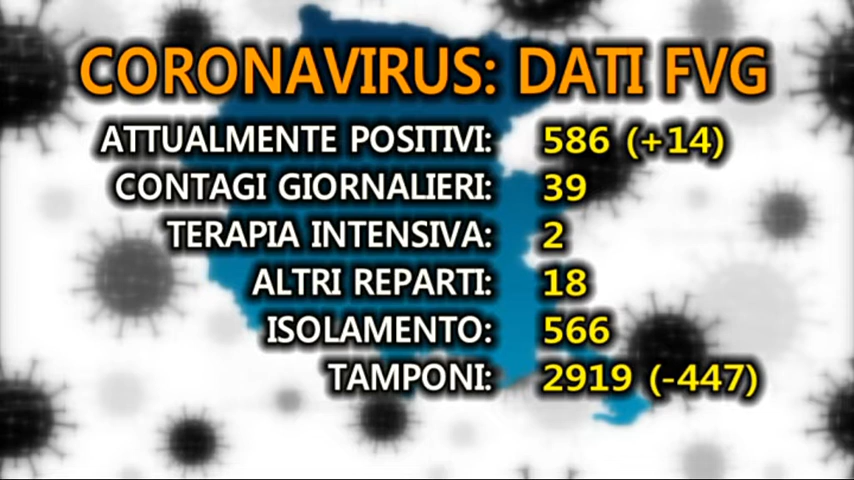 CORONAVIRUS: DATI FVG
ATTUALMENTE POSITIVI: 586 (+14)
CONTAGI GIORNALIERI: 39
TERAPIA INTENSIVA: 2
ALTRI REPARTI: 18
ISOLAMENTO: 566
TAMPONI: 2919 (-447)